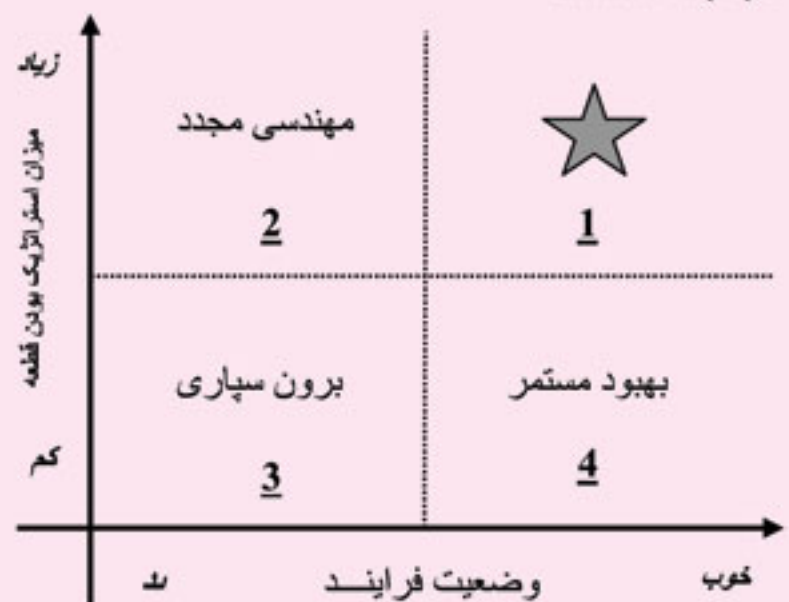 زیاد
میزان استراتژیک بودن قطعه
کم
مهندسی مجدد
2
1
برون سپاری
3
بهبود مستمر
4
بد
وضعیت فراینـــد
خوب